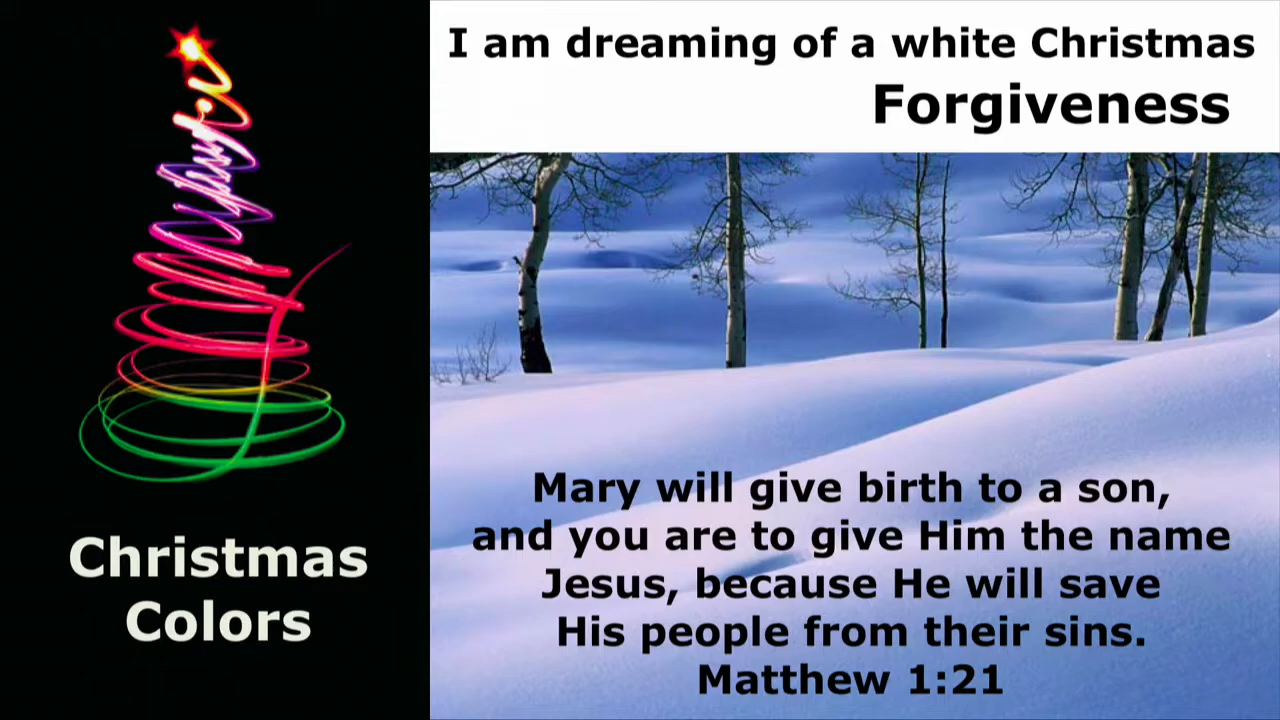 Christmas
Colors
I am dreaming of a white Christmas
Forgiveness
Mary will give birth to a son,
and you are to give Him the name
Jesus, because He will save
His people from their sins.
Matthew 1:21